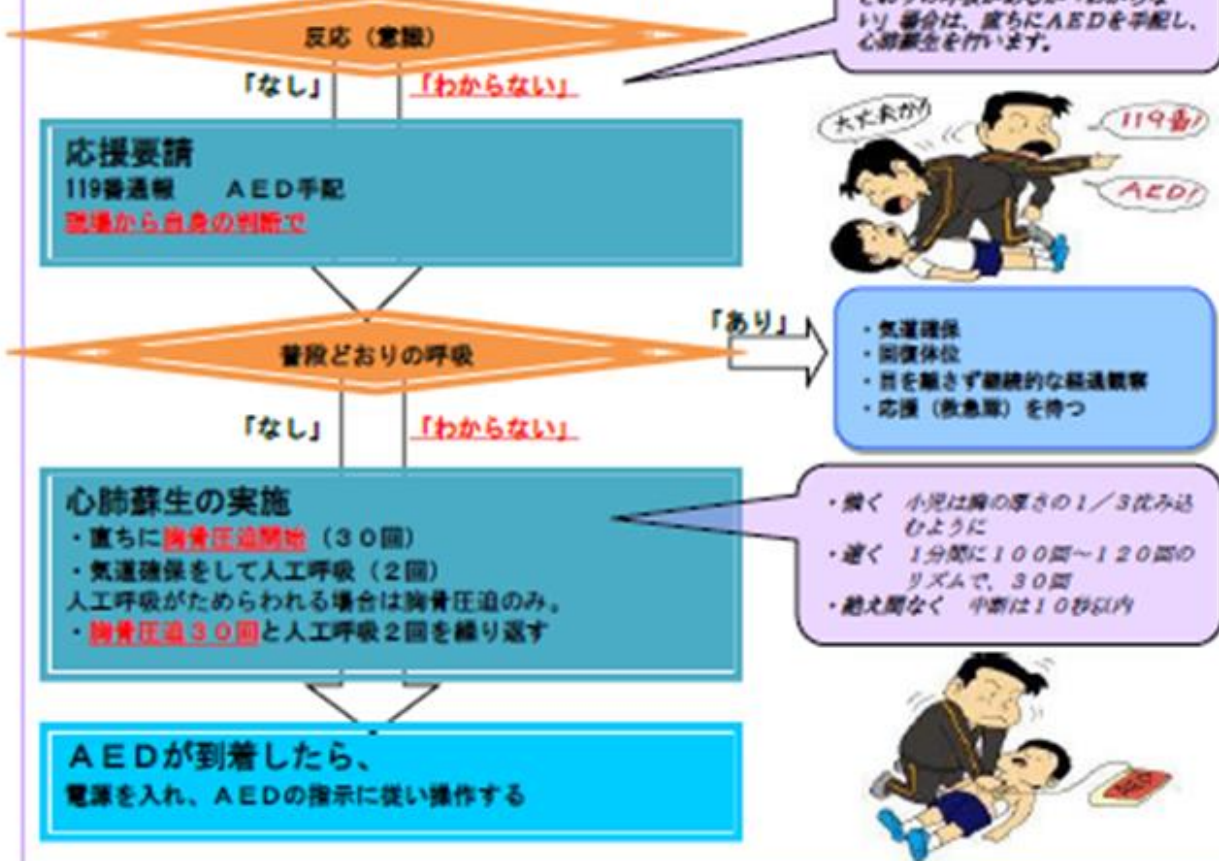 反応（意識）
「なし」 「わからない」
い」場合は、直ちにAEDを手配し、
心肺蘇生を行います。
応援要請
119番通報　ＡＥＤ手配
現場から自身の判断で
大丈夫か!!
119番!
AED!
普段どおりの呼吸
「あり」
・気道確保
・回復体位
・目を離さず継続的な経過観察
・応援（救急隊）を待つ
「なし」 「わからない」
心肺蘇生の実施
・直ちに胸骨圧迫開始（３０回）
・気道確保をして人工呼吸（２回）
人工呼吸がためらわれる場合は胸骨圧迫のみ。
・胸骨圧迫３０回と人工呼吸２回を繰り返す
・強く　小児は胸の厚さの１／３沈み込
むように
・速く　１分間に１００回～１２０回の
リズムで、３０回
・絶え間なく　中断は１０秒以内
ＡＥＤが到着したら、
電源を入れ、ＡＥＤの指示に従い操作する
AED